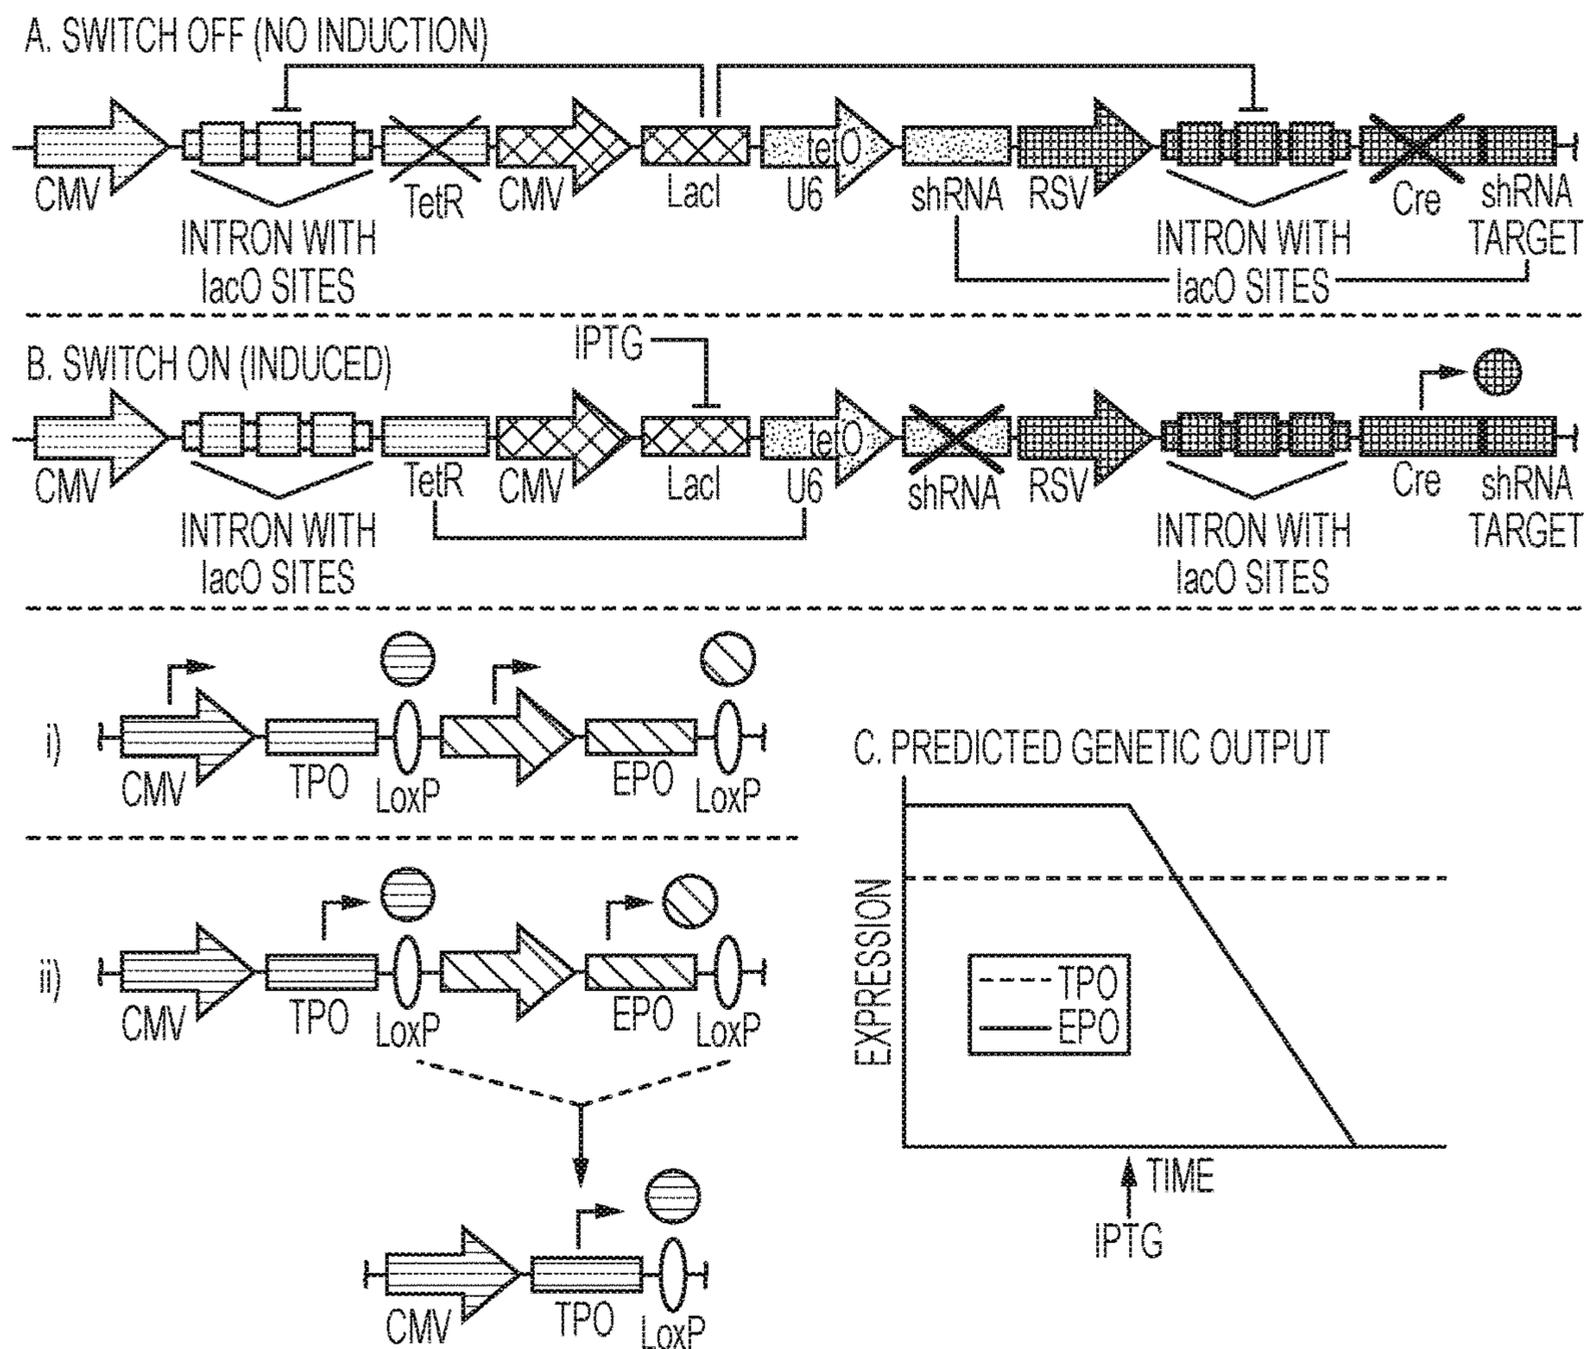 A. SWITCH OFF (NO INDUCTION)
tetO
CMV
TetR
CMV
LacI
U6
shRNA
RSV
Cre
shRNA
TARGET
INTRON WITH
lacO SITES
INTRON WITH
lacO SITES
IPTG
B. SWITCH ON (INDUCED)
tetO
CMV
TetR
CMV
LacI
U6
shRNA
RSV
Cre
shRNA
TARGET
INTRON WITH
lacO SITES
INTRON WITH
lacO SITES
i)
CMV
TPO
LoxP
EPO
LoxP
ii)
CMV
TPO
LoxP
EPO
LoxP
CMV
TPO
LoxP
C. PREDICTED GENETIC OUTPUT
EXPRESSION
TPO
EPO
TIME
IPTG